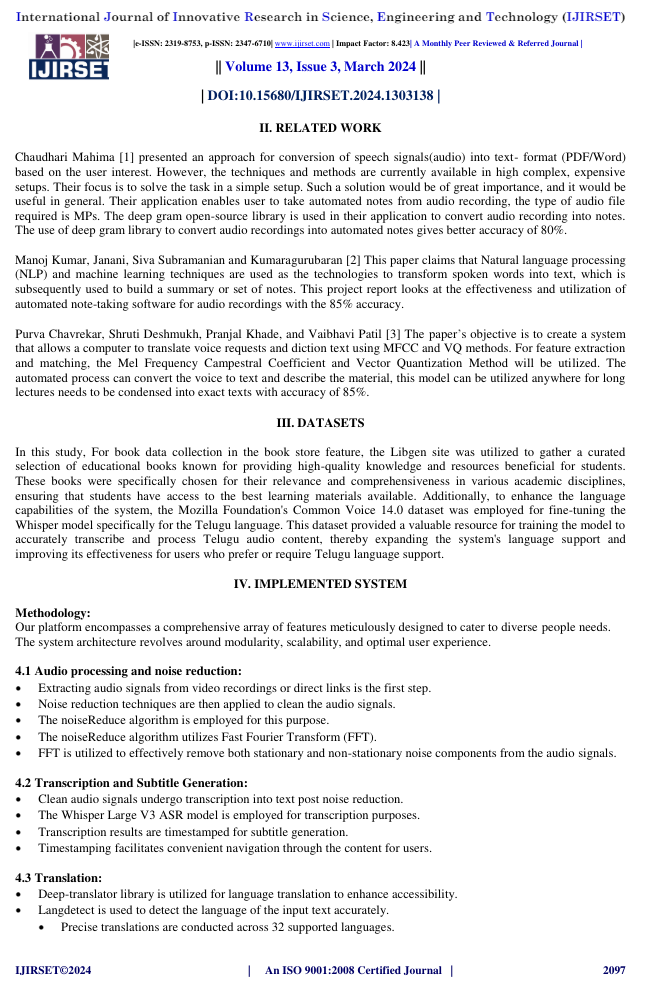 International Journal of Innovative Research in Science, Engineering and Technology (IJIRSET)
|e-ISSN: 2319-8753, p-ISSN: 2347-6710| www.ijirset.com | Impact Factor: 8.423| A Monthly Peer Reviewed & Referred Journal |
IJIRSET
|| Volume 13, Issue 3, March 2024 ||
| DOI:10.15680/IJIRSET.2024.1303138 |
II. RELATED WORK
Chaudhari Mahima [1] presented an approach for conversion of speech signals(audio) into text- format (PDF/Word)
based on the user interest. However, the techniques and methods are currently available in high complex, expensive
setups. Their focus is to solve the task in a simple setup. Such a solution would be of great importance, and it would be
useful in general. Their application enables user to take automated notes from audio recording, the type of audio file
required is MPs. The deep gram open-source library is used in their application to convert audio recording into notes.
The use of deep gram library to convert audio recordings into automated notes gives better accuracy of 80%.
Manoj Kumar, Janani, Siva Subramanian and Kumaragurubaran [2] This paper claims that Natural language processing
(NLP) and machine learning techniques are used as the technologies to transform spoken words into text, which is
subsequently used to build a summary or set of notes. This project report looks at the effectiveness and utilization of
automated note-taking software for audio recordings with the 85% accuracy.
Purva Chavrekar, Shruti Deshmukh, Pranjal Khade, and Vaibhavi Patil [3] The paper's objective is to create a system
that allows a computer to translate voice requests and diction text using MFCC and VQ methods. For feature extraction
and matching, the Mel Frequency Campestral Coefficient and Vector Quantization Method will be utilized. The
automated process can convert the voice to text and describe the material, this model can be utilized anywhere for long
lectures needs to be condensed into exact texts with accuracy of 85%.
III. DATASETS
In this study, For book data collection in the book store feature, the Libgen site was utilized to gather a curated
selection of educational books known for providing high-quality knowledge and resources beneficial for students.
These books were specifically chosen for their relevance and comprehensiveness in various academic disciplines,
ensuring that students have access to the best learning materials available. Additionally, to enhance the language
capabilities of the system, the Mozilla Foundation's Common Voice 14.0 dataset was employed for fine-tuning the
Whisper model specifically for the Telugu language. This dataset provided a valuable resource for training the model to
accurately transcribe and process Telugu audio content, thereby expanding the system's language support and
improving its effectiveness for users who prefer or require Telugu language support.
IV. IMPLEMENTED SYSTEM
Methodology:
Our platform encompasses a comprehensive array of features meticulously designed to cater to diverse people needs.
The system architecture revolves around modularity, scalability, and optimal user experience.
4.1 Audio processing and noise reduction:
• Extracting audio signals from video recordings or direct links is the first step.
• Noise reduction techniques are then applied to clean the audio signals.
• The noiseReduce algorithm is employed for this purpose.
• The noiseReduce algorithm utilizes Fast Fourier Transform (FFT).
• FFT is utilized to effectively remove both stationary and non-stationary noise components from the audio signals.
4.2 Transcription and Subtitle Generation:
• Clean audio signals undergo transcription into text post noise reduction.
• The Whisper Large V3 ASR model is employed for transcription purposes.
• Transcription results are timestamped for subtitle generation.
• Timestamping facilitates convenient navigation through the content for users.
4.3 Translation:
• Deep-translator library is utilized for language translation to enhance accessibility.
• Langdetect is used to detect the language of the input text accurately.
• Precise translations are conducted across 32 supported languages.
IJIRSET©2024 | An ISO 9001:2008 Certified Journal | 2097